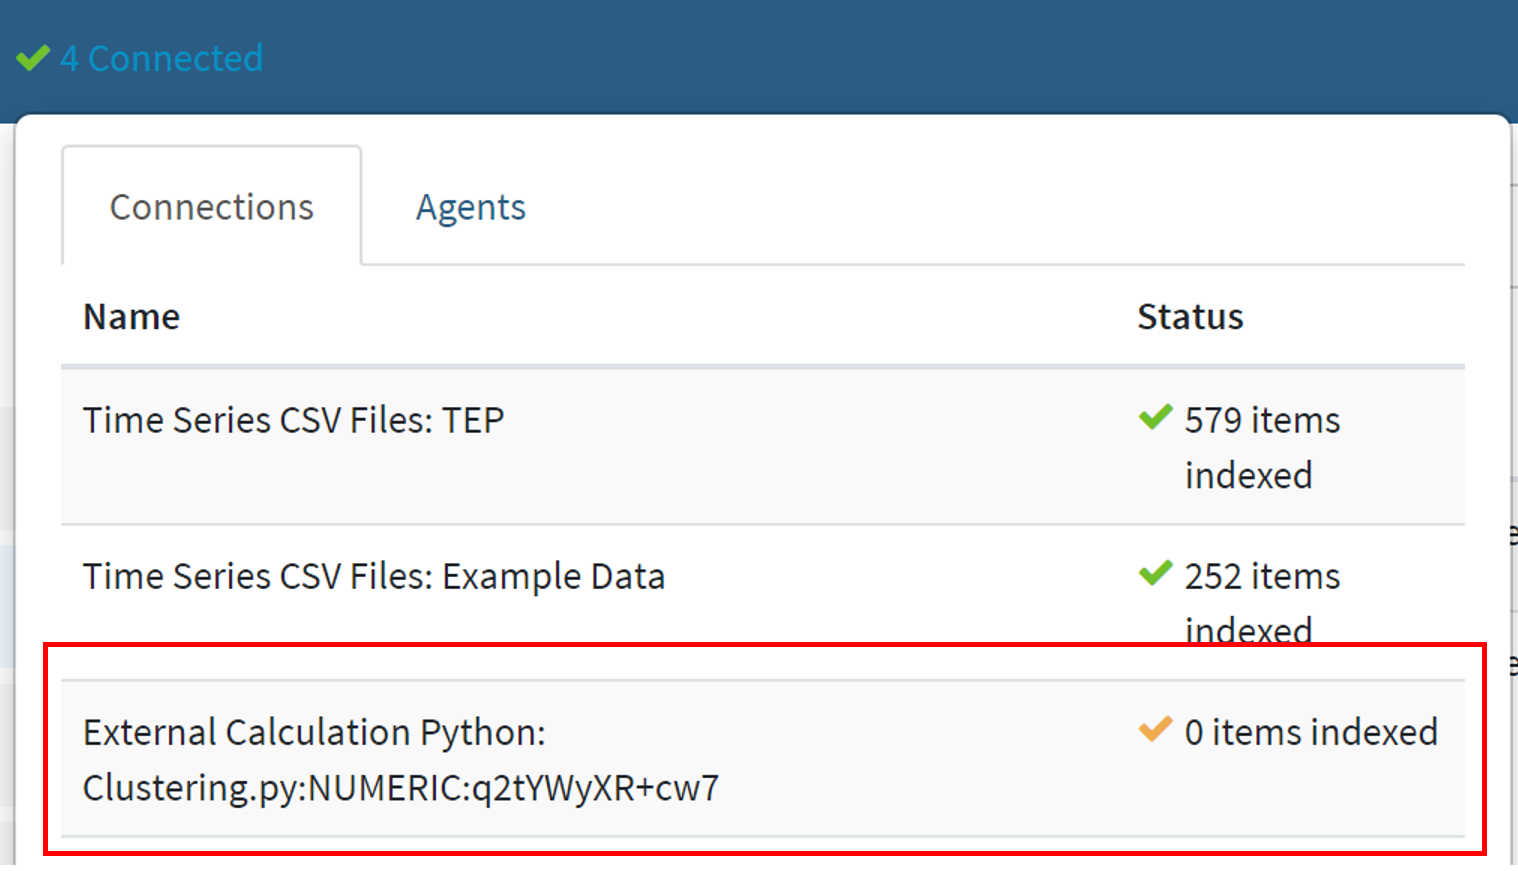 4 Connected
Connections Agents
Name Status
Time Series CSV Files: TEP 579 items
indexed
Time Series CSV Files: Example Data 252 items
indexed
External Calculation Python: 0 items indexed
Clustering.py:NUMERIC:q2tYWyXR+cw7